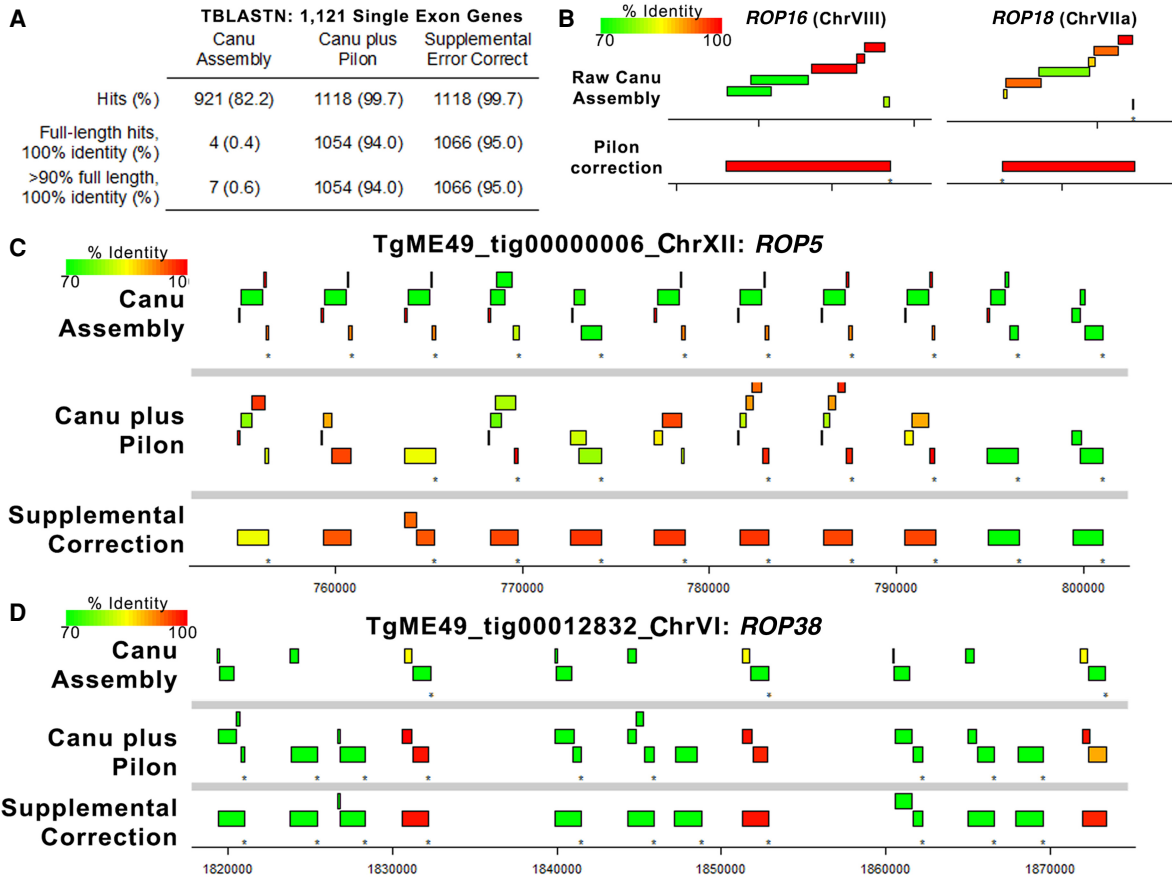 A
TBLASTN: 1,121 Single Exon Genes
Canu Assembly
Canu plus Pilon
Supplemental Error Correct
Hits (%)
921 (82.2)
1118 (99.7)
1118 (99.7)
Full-length hits, 100% identity (%)
4 (0.4)
1054 (94.0)
1066 (95.0)
>90% full length, 100% identity (%)
7 (0.6)
1054 (94.0)
1066 (95.0)
B
% Identity
70
100
ROP16 (ChrVIII)
ROP18 (ChrVIIa)
Raw Canu
Assembly
*
Pilon
correction
*
*
C
TgME49_tig00000006_ChrXII: ROP5
% Identity
70
10
Canu
Assembly
* * * * * * * * * * *
Canu plus
Pilon
* * * * * * * * *
Supplemental
Correction
* * * * * * * * * * *
760000
770000
780000
790000
800000
D
TgME49_tig00012832_ChrVI: ROP38
% Identity
70
100
Canu
Assembly
* * *
Canu plus
Pilon
* * * * * * * * *
Supplemental
Correction
* * * * * * * * * *
1820000
1830000
1840000
1850000
1860000
1870000